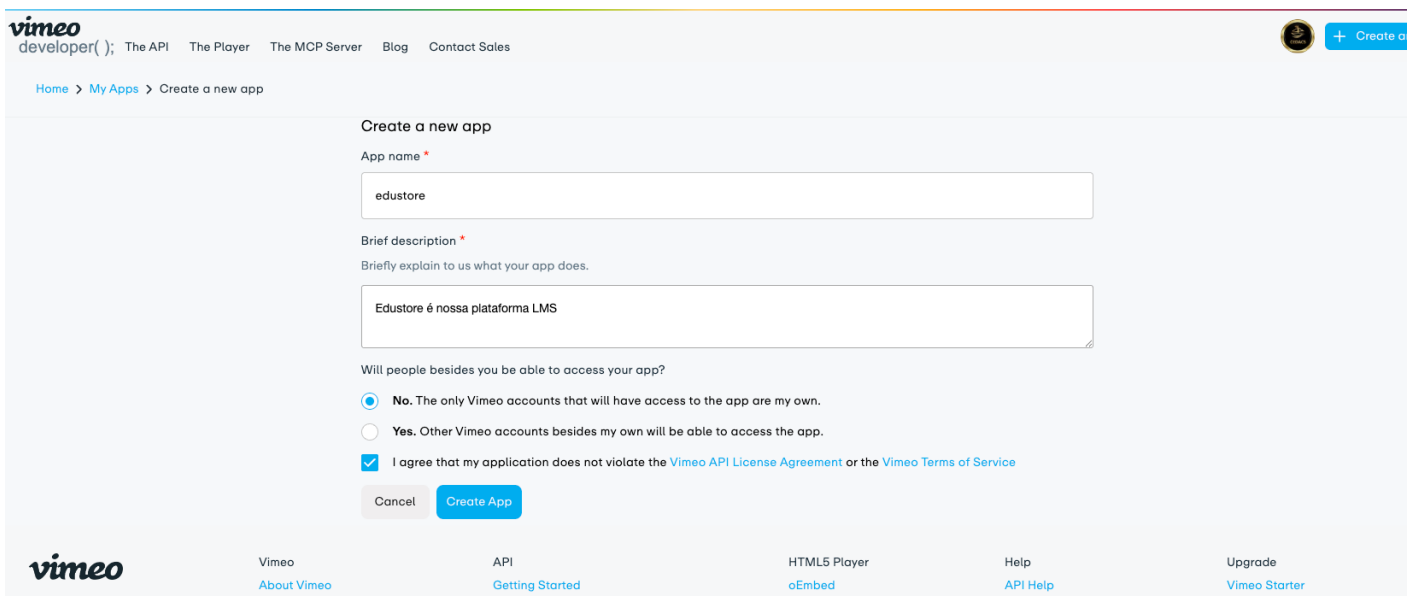 vimeo
developer( ); The API The Player The MCP Server Blog Contact Sales
+ Create a
Home > My Apps > Create a new app
Create a new app
App name *
edustore
Brief description *
Briefly explain to us what your app does.
Edustore é nossa plataforma LMS
Will people besides you be able to access your app?
No. The only Vimeo accounts that will have access to the app are my own.
Yes. Other Vimeo accounts besides my own will be able to access the app.
I agree that my application does not violate the Vimeo API License Agreement or the Vimeo Terms of Service
Cancel Create App
vimeo Vimeo API HTML5 Player Help Upgrade
About Vimeo Getting Started oEmbed API Help Vimeo Starter